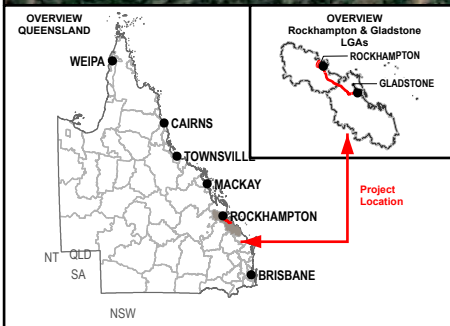 OVERVIEW
QUEENSLAND
WEIPA
CAIRNS
TOWNSVILLE
MACKAY
ROCKHAMPTON
BRISBANE
NT
QLD
SA
NSW
OVERVIEW
Rockhampton & Gladstone
LGAs
ROCKHAMPTON
GLADSTONE
Project
Location